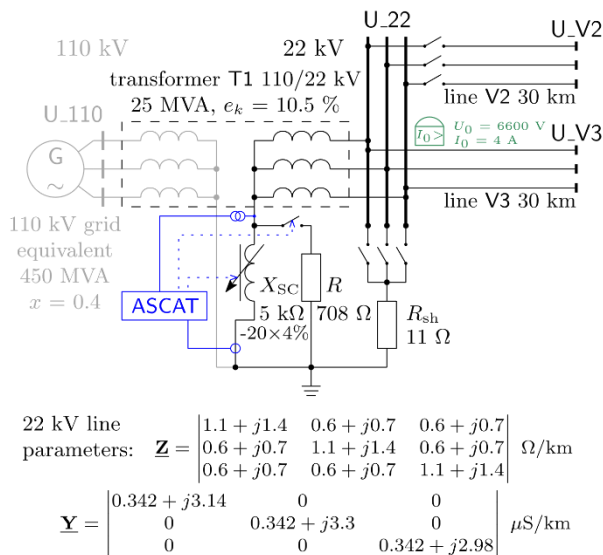 U_22
110 kV
22 kV
U_V2
transformer T1 110/22 kV
25 MVA, e_k = 10.5 %
line V2 30 km
U_110
I_0>
U_0 = 6600 V
I_0 = 4 A
U_V3
G
~
line V3 30 km
110 kV grid
equivalent
450 MVA
x = 0.4
ASCAT
X_SC
5 kΩ
-20×4%
R
708 Ω
R_sh
11 Ω
22 kV line
parameters:
Z = |1.1 + j1.4 0.6 + j0.7 0.6 + j0.7|
|0.6 + j0.7 1.1 + j1.4 0.6 + j0.7| Ω/km
|0.6 + j0.7 0.6 + j0.7 1.1 + j1.4|
|0.342 + j3.14 0 0|
Y = |0 0.342 + j3.3 0| μS/km
|0 0 0.342 + j2.98|